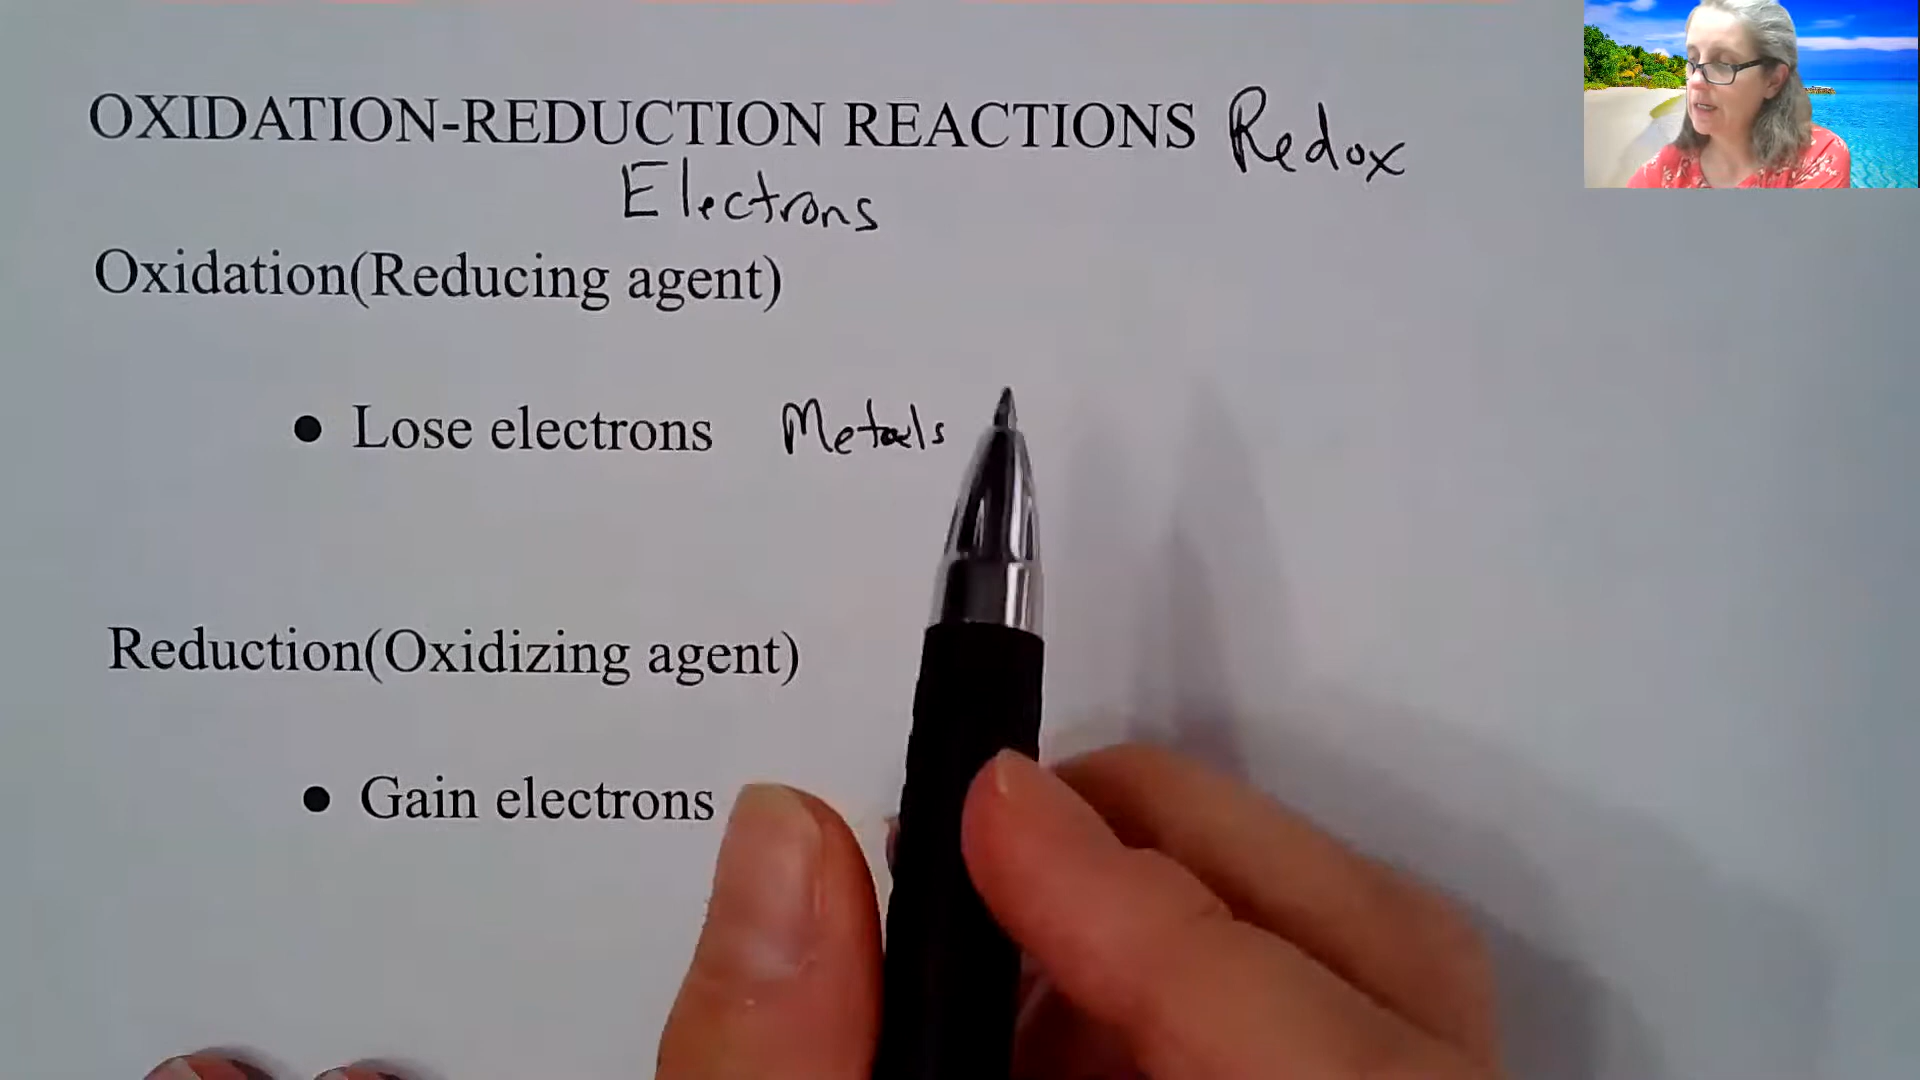 OXIDATION-REDUCTION REACTIONS Redox
Electrons
Oxidation(Reducing agent)
● Lose electrons Metals
Reduction(Oxidizing agent)
● Gain electrons